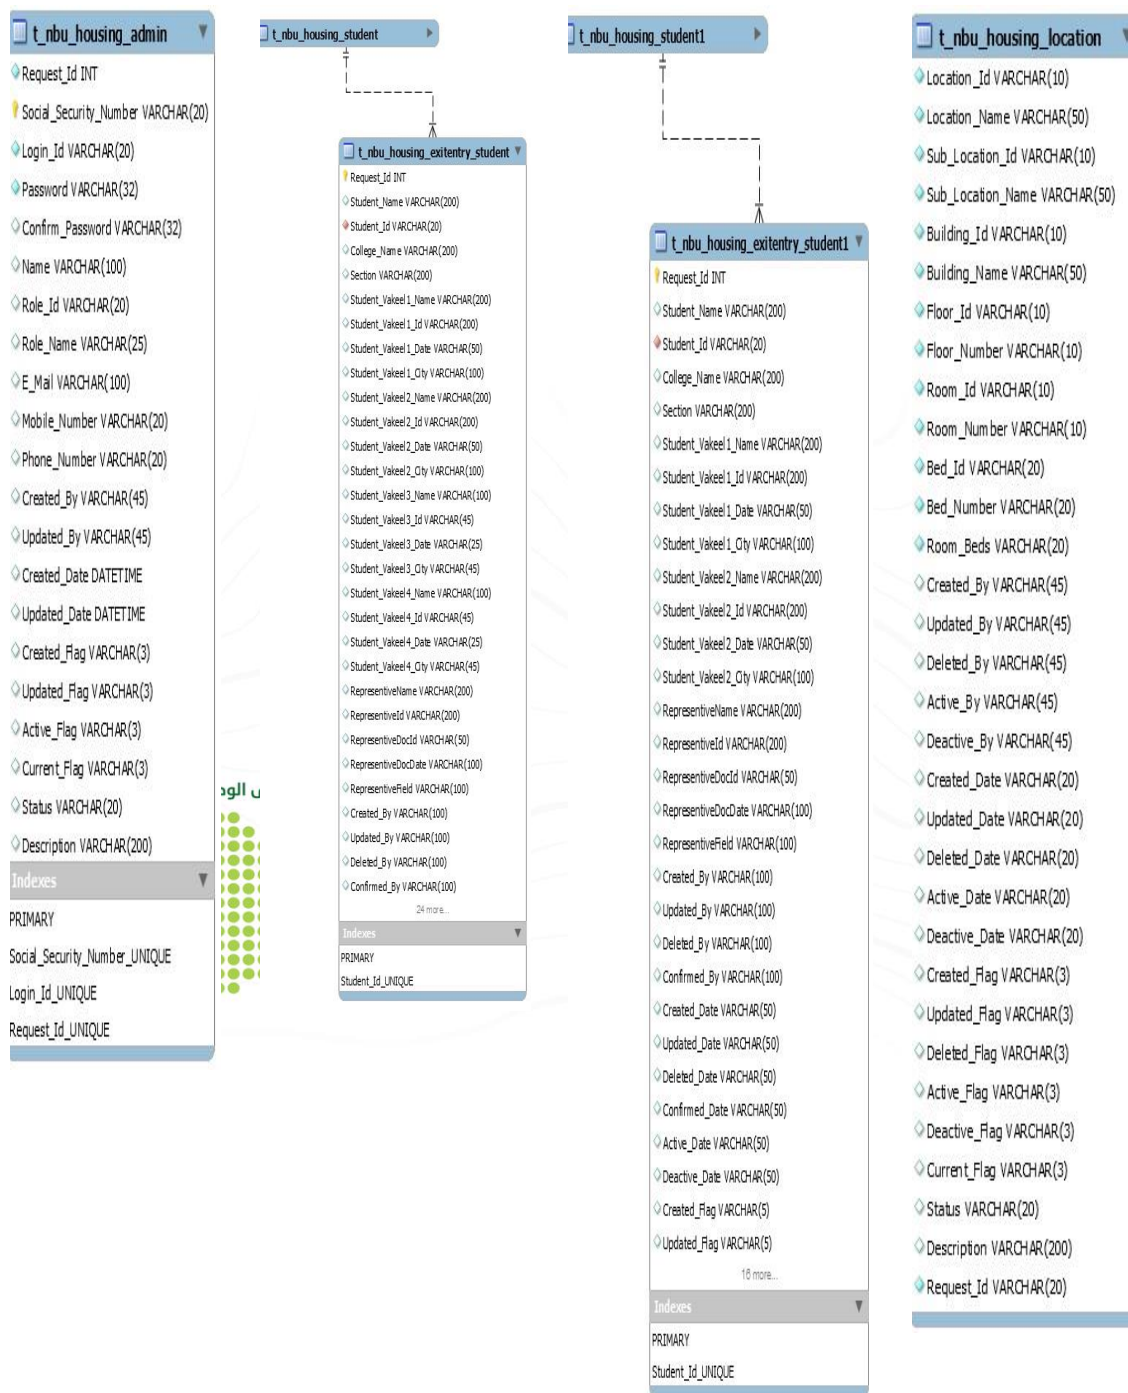 t_nbu_housing_admin
Request_Id INT
Social_Security_Number VARCHAR(20)
Login_Id VARCHAR(20)
Password VARCHAR(32)
Confirm_Password VARCHAR(32)
Name VARCHAR(100)
Role_Id VARCHAR(20)
Role_Name VARCHAR(25)
E_Mail VARCHAR(100)
Mobile_Number VARCHAR(20)
Phone_Number VARCHAR(20)
Created_By VARCHAR(45)
Updated_By VARCHAR(45)
Created_Date DATETIME
Updated_Date DATETIME
Created_Flag VARCHAR(3)
Updated_Flag VARCHAR(3)
Active_Flag VARCHAR(3)
Current_Flag VARCHAR(3)
Status VARCHAR(20)
Description VARCHAR(200)
Indexes
PRIMARY
Social_Security_Number_UNIQUE
Login_Id_UNIQUE
Request_Id_UNIQUE
t_nbu_housing_student
t_nbu_housing_exitentry_student
Request_Id INT
Student_Name VARCHAR(200)
Student_Id VARCHAR(20)
College_Name VARCHAR(200)
Section VARCHAR(200)
Student_Vakeel1_Name VARCHAR(200)
Student_Vakeel1_Id VARCHAR(200)
Student_Vakeel1_Date VARCHAR(50)
Student_Vakeel1_City VARCHAR(100)
Student_Vakeel2_Name VARCHAR(200)
Student_Vakeel2_Id VARCHAR(200)
Student_Vakeel2_Date VARCHAR(50)
Student_Vakeel2_City VARCHAR(100)
Student_Vakeel3_Name VARCHAR(100)
Student_Vakeel3_Id VARCHAR(45)
Student_Vakeel3_Date VARCHAR(25)
Student_Vakeel3_City VARCHAR(45)
Student_Vakeel4_Name VARCHAR(100)
Student_Vakeel4_Id VARCHAR(45)
Student_Vakeel4_Date VARCHAR(25)
Student_Vakeel4_City VARCHAR(45)
RepresentiveName VARCHAR(200)
RepresentiveId VARCHAR(200)
RepresentiveDocId VARCHAR(50)
RepresentiveDocDate VARCHAR(100)
RepresentiveField VARCHAR(100)
Created_By VARCHAR(100)
Updated_By VARCHAR(100)
Deleted_By VARCHAR(100)
Confirmed_By VARCHAR(100)
24 more...
Indexes
PRIMARY
Student_Id_UNIQUE
t_nbu_housing_student1
t_nbu_housing_exitentry_student1
Request_Id INT
Student_Name VARCHAR(200)
Student_Id VARCHAR(20)
College_Name VARCHAR(200)
Section VARCHAR(200)
Student_Vakeel1_Name VARCHAR(200)
Student_Vakeel1_Id VARCHAR(200)
Student_Vakeel1_Date VARCHAR(50)
Student_Vakeel1_City VARCHAR(100)
Student_Vakeel2_Name VARCHAR(200)
Student_Vakeel2_Id VARCHAR(200)
Student_Vakeel2_Date VARCHAR(50)
Student_Vakeel2_City VARCHAR(100)
RepresentiveName VARCHAR(200)
RepresentiveId VARCHAR(200)
RepresentiveDocId VARCHAR(50)
RepresentiveDocDate VARCHAR(100)
RepresentiveField VARCHAR(100)
Created_By VARCHAR(100)
Updated_By VARCHAR(100)
Deleted_By VARCHAR(100)
Confirmed_By VARCHAR(100)
Created_Date VARCHAR(50)
Updated_Date VARCHAR(50)
Deleted_Date VARCHAR(50)
Confirmed_Date VARCHAR(50)
Active_Date VARCHAR(50)
Deactive_Date VARCHAR(50)
Created_Flag VARCHAR(5)
Updated_Flag VARCHAR(5)
16 more...
Indexes
PRIMARY
Student_Id_UNIQUE
t_nbu_housing_location
Location_Id VARCHAR(10)
Location_Name VARCHAR(50)
Sub_Location_Id VARCHAR(10)
Sub_Location_Name VARCHAR(50)
Building_Id VARCHAR(10)
Building_Name VARCHAR(50)
Floor_Id VARCHAR(10)
Floor_Number VARCHAR(10)
Room_Id VARCHAR(10)
Room_Number VARCHAR(10)
Bed_Id VARCHAR(20)
Bed_Number VARCHAR(20)
Room_Beds VARCHAR(20)
Created_By VARCHAR(45)
Updated_By VARCHAR(45)
Deleted_By VARCHAR(45)
Active_By VARCHAR(45)
Deactive_By VARCHAR(45)
Created_Date VARCHAR(20)
Updated_Date VARCHAR(20)
Deleted_Date VARCHAR(20)
Active_Date VARCHAR(20)
Deactive_Date VARCHAR(20)
Created_Flag VARCHAR(3)
Updated_Flag VARCHAR(3)
Deleted_Flag VARCHAR(3)
Active_Flag VARCHAR(3)
Deactive_Flag VARCHAR(3)
Current_Flag VARCHAR(3)
Status VARCHAR(20)
Description VARCHAR(200)
Request_Id VARCHAR(20)